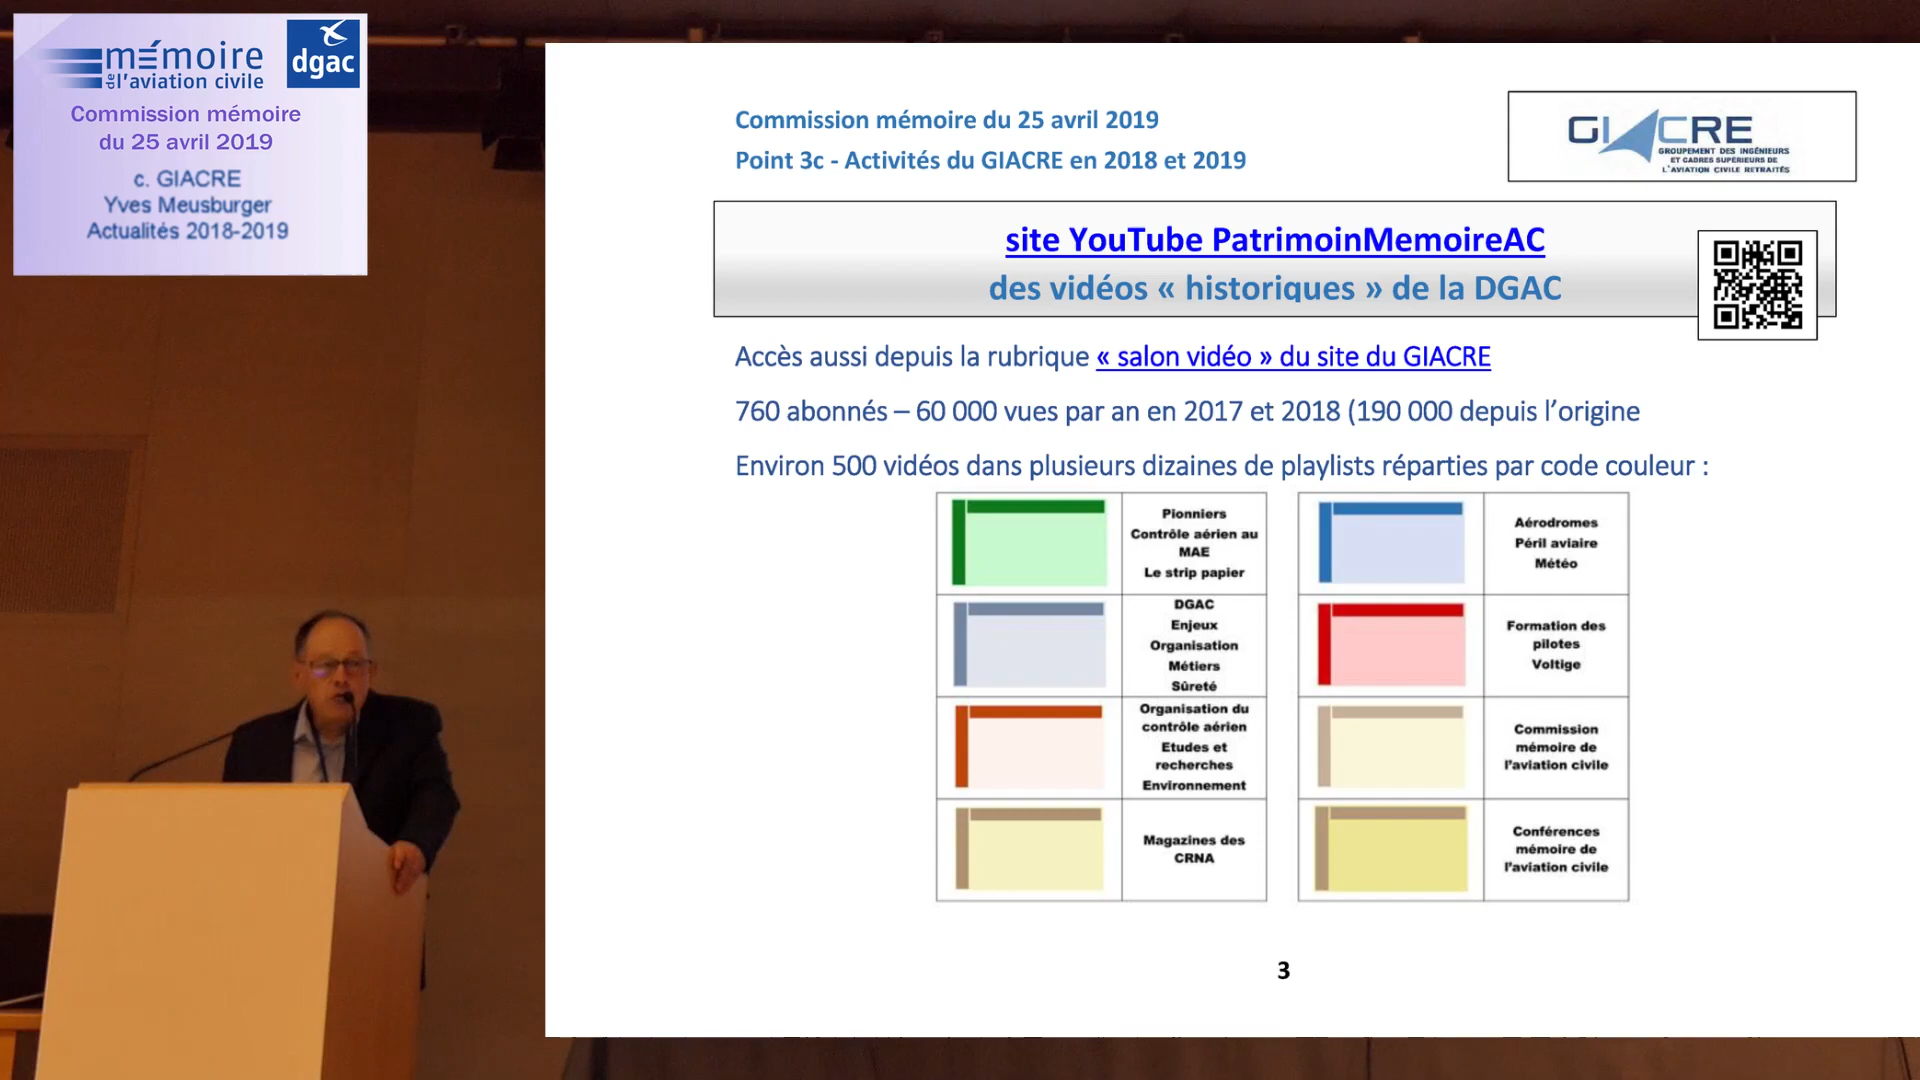 mémoire
de l'aviation civile
dgac
Commission mémoire
du 25 avril 2019
c. GIACRE
Yves Meusburger
Actualités 2018-2019
Commission mémoire du 25 avril 2019
Point 3c - Activités du GIACRE en 2018 et 2019
GIACRE
GROUPEMENT DES INGÉNIEURS
ET CADRES SUPÉRIEURS DE
L'AVIATION CIVILE RETRAITÉS
site YouTube PatrimoinMemoireAC
des vidéos « historiques » de la DGAC
Accès aussi depuis la rubrique « salon vidéo » du site du GIACRE
760 abonnés – 60 000 vues par an en 2017 et 2018 (190 000 depuis l’origine
Environ 500 vidéos dans plusieurs dizaines de playlists réparties par code couleur :
Pionniers
Contrôle aérien au
MAE
Le strip papier
DGAC
Enjeux
Organisation
Métiers
Sûreté
Organisation du
contrôle aérien
Etudes et
recherches
Environnement
Magazines des
CRNA
Aérodromes
Péril aviaire
Météo
Formation des
pilotes
Voltige
Commission
mémoire de
l'aviation civile
Conférences
mémoire de
l'aviation civile
3